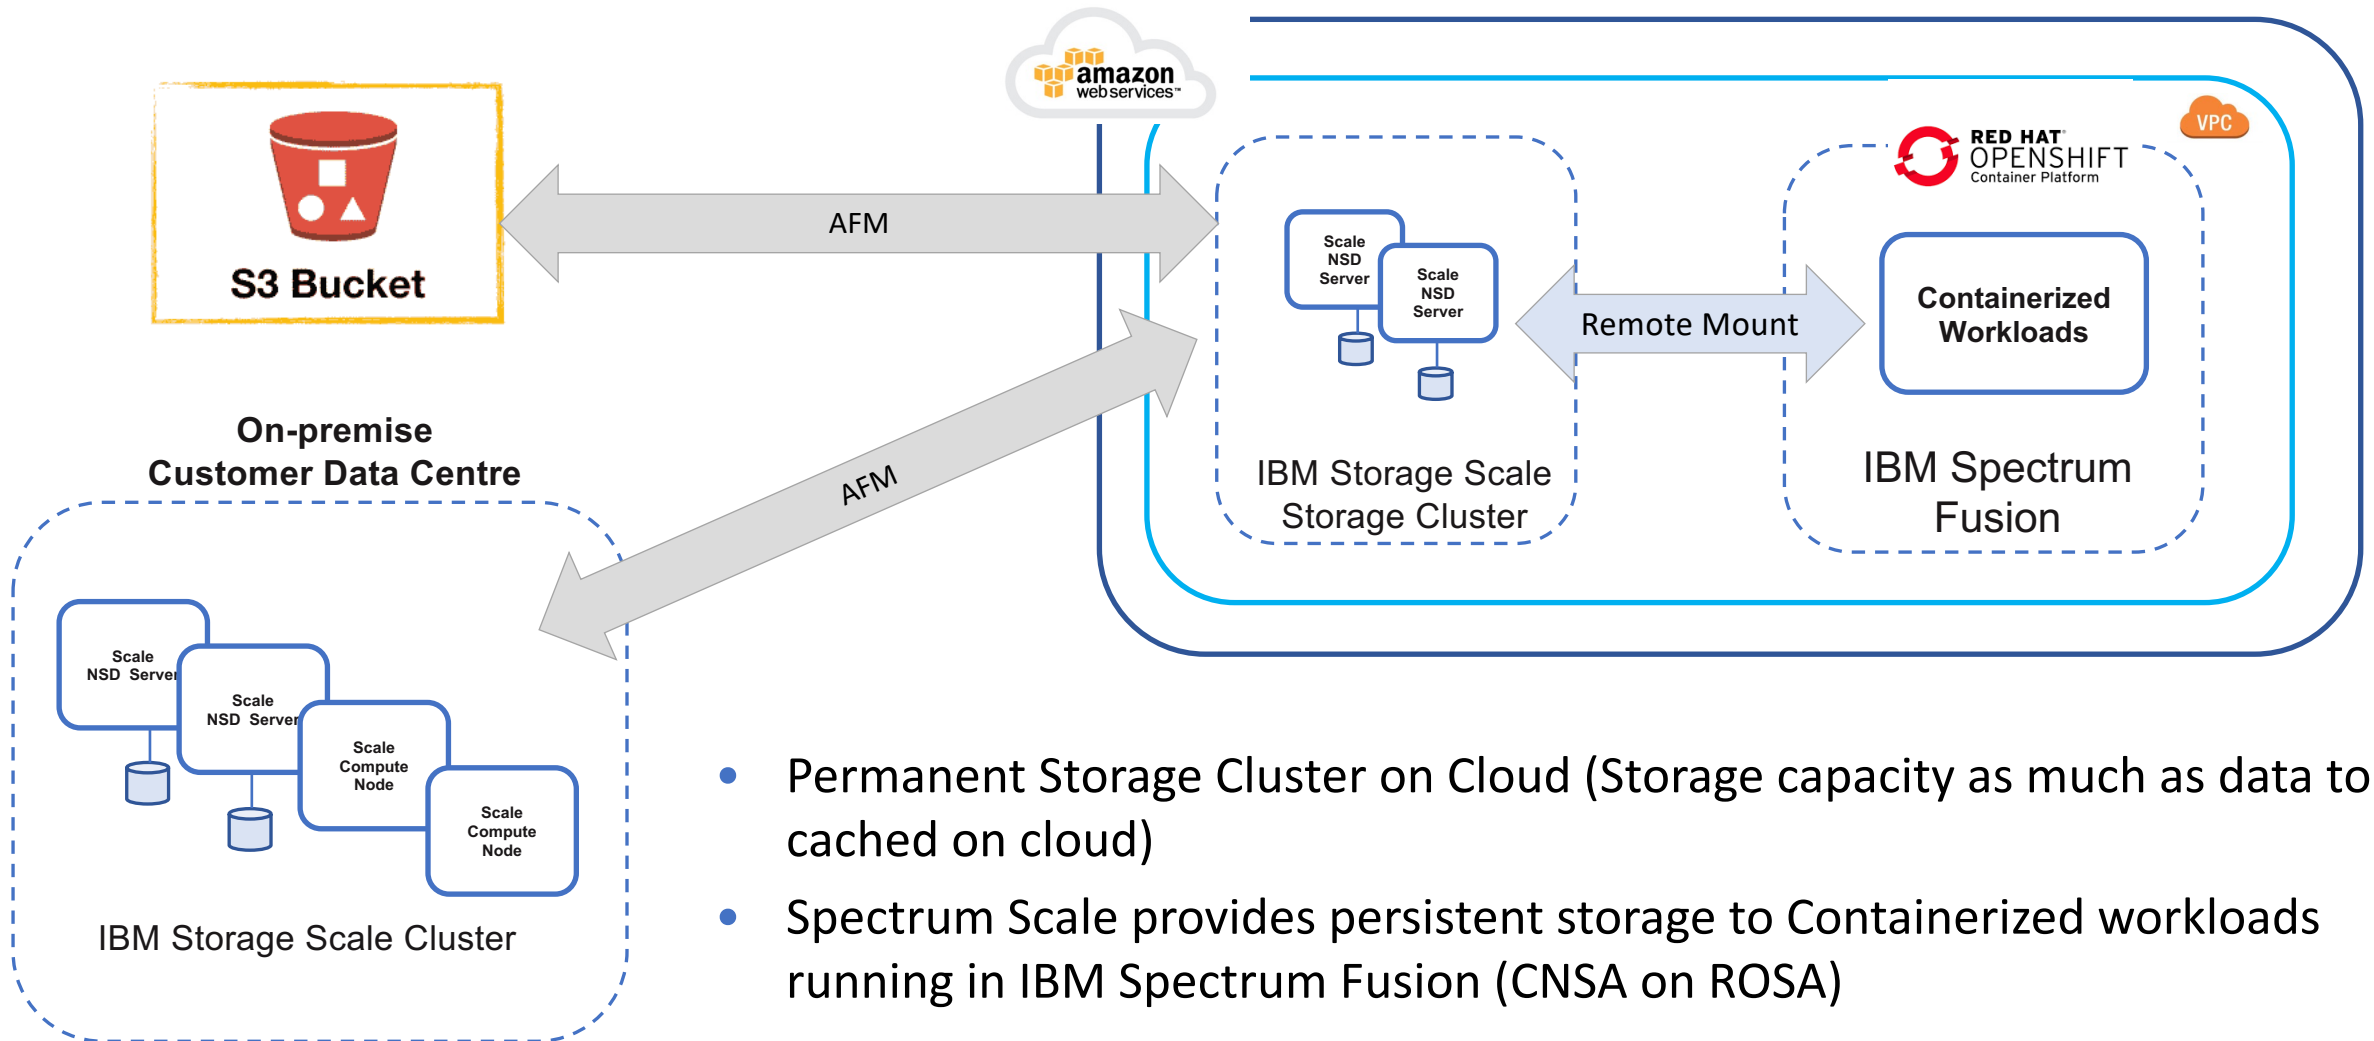 amazon
web services™
VPC
RED HAT®
OPENSHIFT
Container Platform
S3 Bucket
AFM
Scale
NSD
Server
Scale
NSD
Server
Remote Mount
Containerized
Workloads
IBM Storage Scale
Storage Cluster
IBM Spectrum
Fusion
On-premise
Customer Data Centre
AFM
Scale
NSD Server
Scale
NSD Server
Scale
Compute
Node
Scale
Compute
Node
IBM Storage Scale Cluster
• Permanent Storage Cluster on Cloud (Storage capacity as much as data to
cached on cloud)
• Spectrum Scale provides persistent storage to Containerized workloads
running in IBM Spectrum Fusion (CNSA on ROSA)